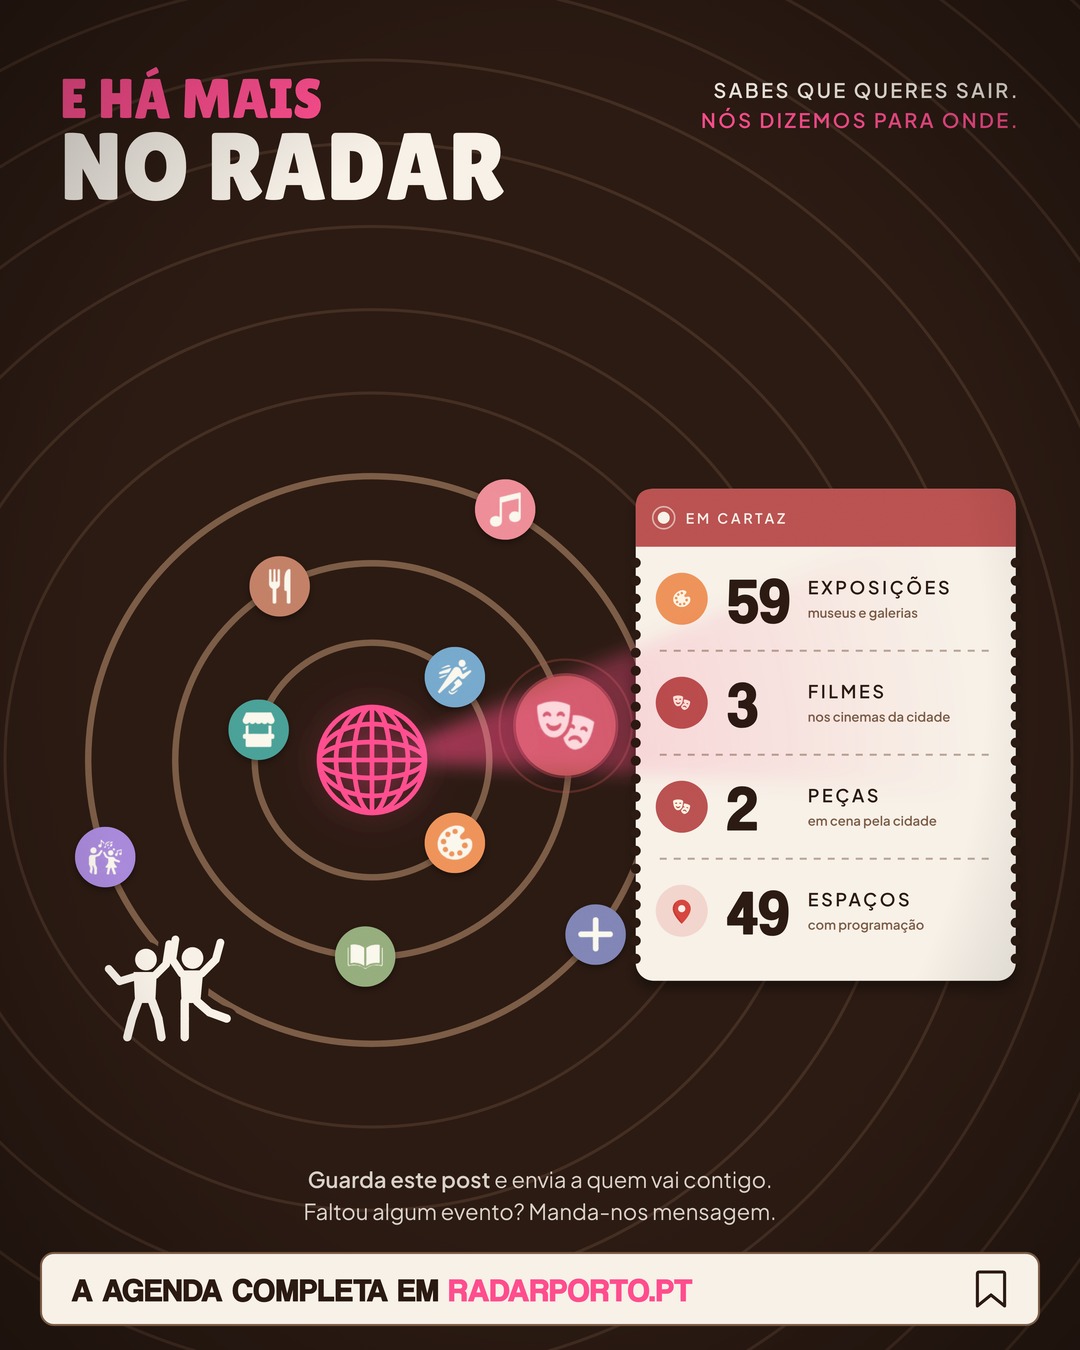 E HÁ MAIS
NO RADAR
SABES QUE QUERES SAIR.
NÓS DIZEMOS PARA ONDE.
EM CARTAZ
59 EXPOSIÇÕES
museus e galerias
3 FILMES
nos cinemas da cidade
2 PEÇAS
em cena pela cidade
49 ESPAÇOS
com programação
Guarda este post e envia a quem vai contigo.
Faltou algum evento? Manda-nos mensagem.
A AGENDA COMPLETA EM RADARPORTO.PT